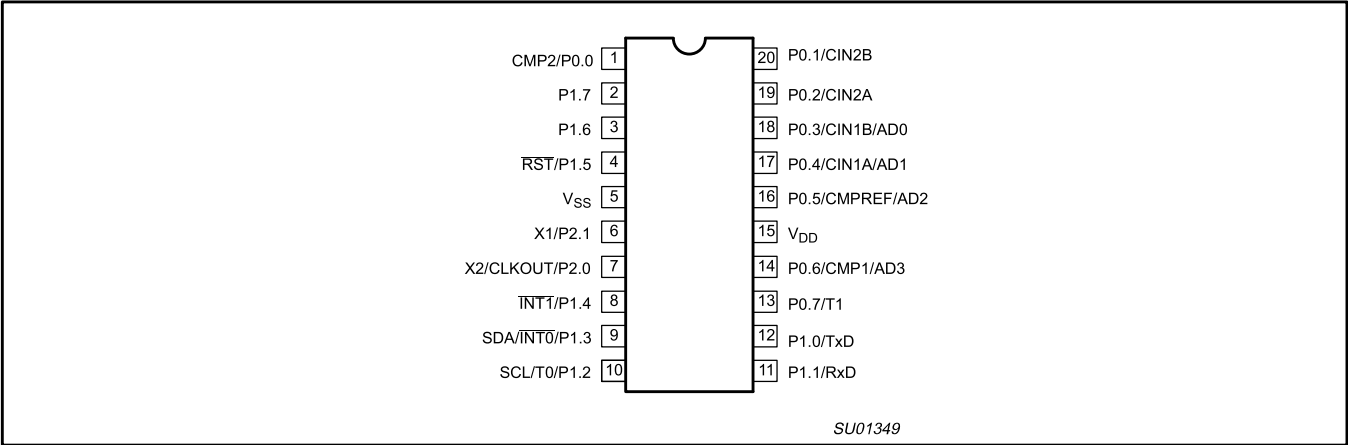 CMP2/P0.0 1 20 P0.1/CIN2B
P1.7 2 19 P0.2/CIN2A
P1.6 3 18 P0.3/CIN1B/AD0
R̅S̅T̅/P1.5 4 17 P0.4/CIN1A/AD1
VSS 5 16 P0.5/CMPREF/AD2
X1/P2.1 6 15 VDD
X2/CLKOUT/P2.0 7 14 P0.6/CMP1/AD3
I̅N̅T̅1̅/P1.4 8 13 P0.7/T1
SDA/I̅N̅T̅0̅/P1.3 9 12 P1.0/TxD
SCL/T0/P1.2 10 11 P1.1/RxD
SU01349